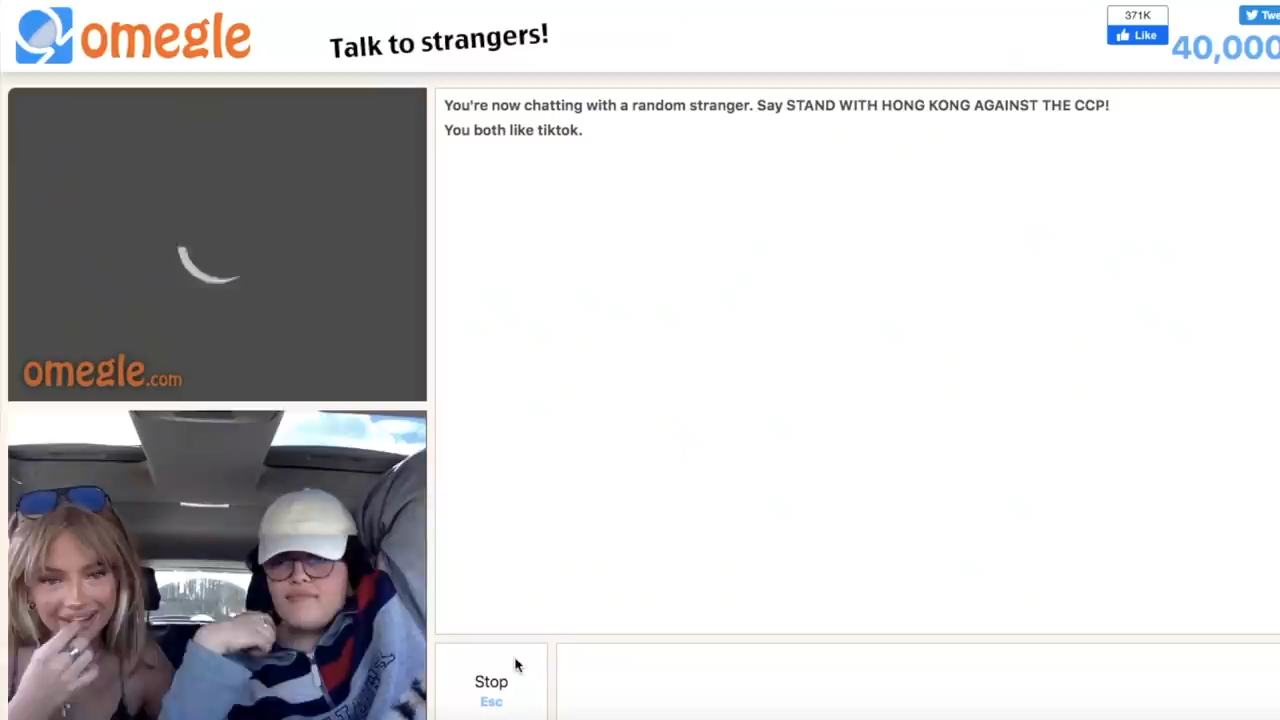 omegle
Talk to strangers!
371K
Like
Twe
40,000
You're now chatting with a random stranger. Say STAND WITH HONG KONG AGAINST THE CCP!
You both like tiktok.
omegle.com
Stop
Esc